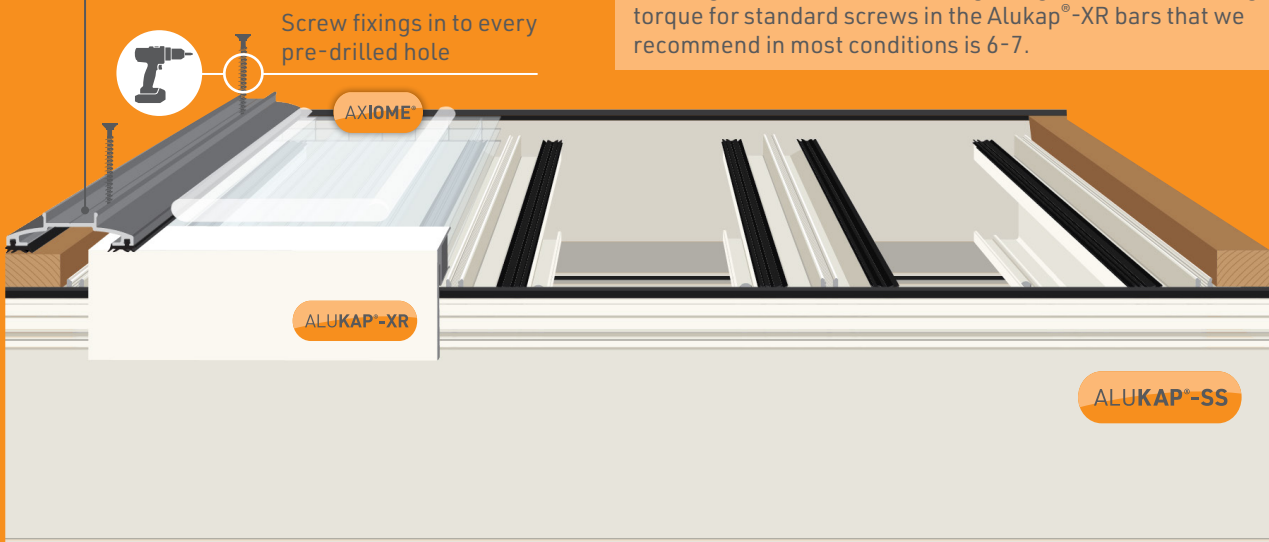 Screw fixings in to every
pre-drilled hole
torque for standard screws in the Alukap®-XR bars that we
recommend in most conditions is 6-7.
AXIOME®
ALUKAP®-XR
ALUKAP®-SS